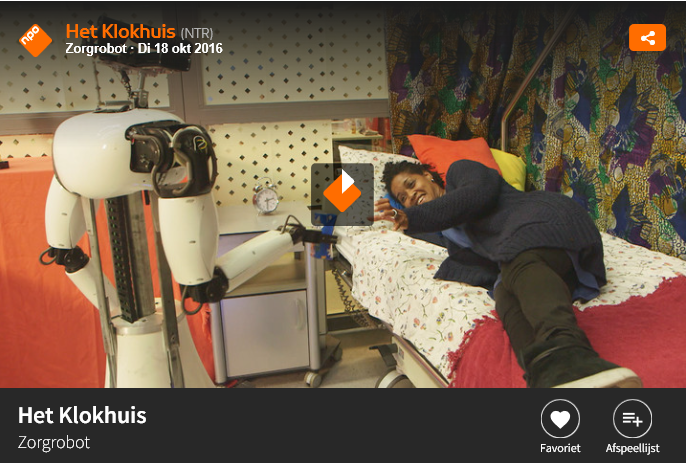 npo
Het Klokhuis (NTR)
Zorgrobot · Di 18 okt 2016
Het Klokhuis
Zorgrobot
Favoriet
Afspeellijst